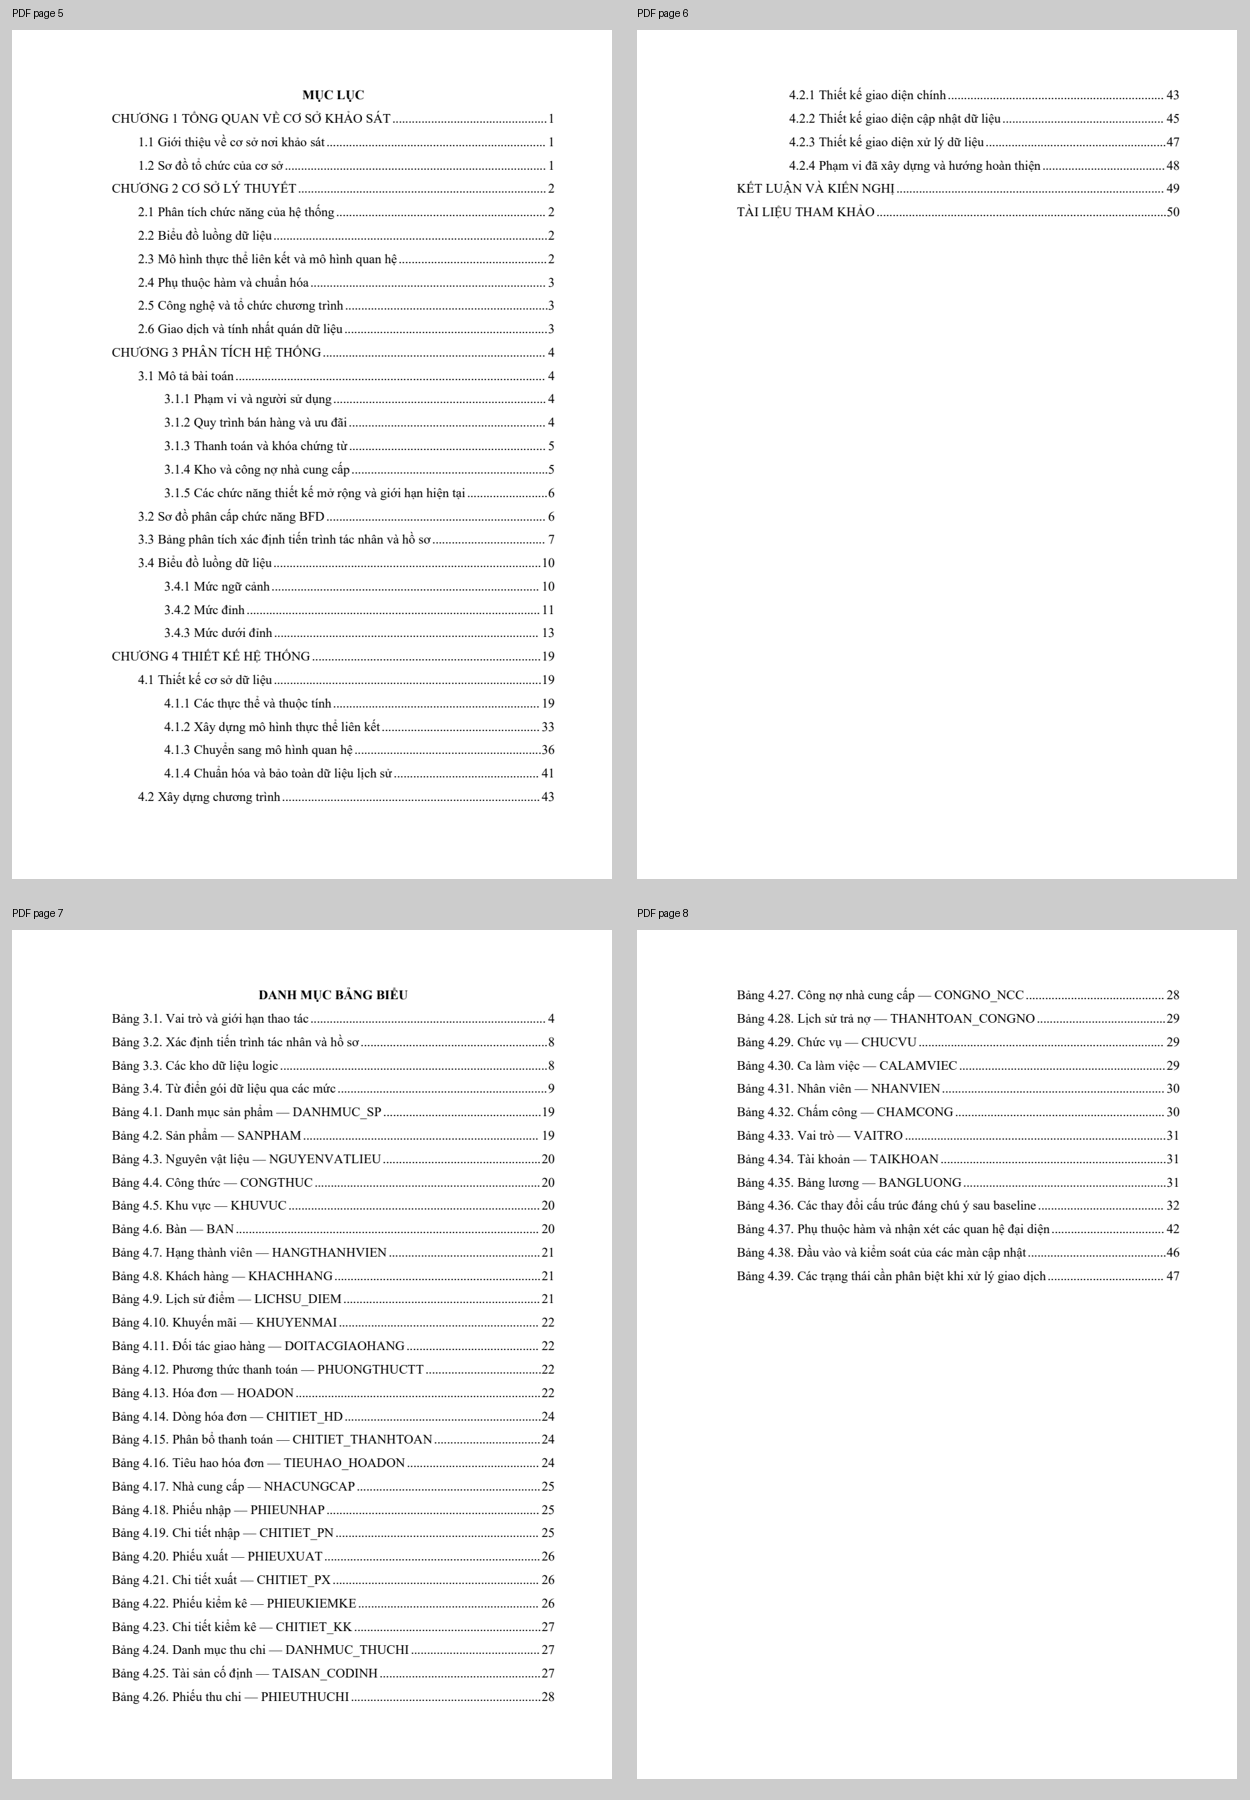 PDF page 5
MỤC LỤC
CHƯƠNG 1 TỔNG QUAN VỀ CƠ SỞ KHẢO SÁT 1
1.1 Giới thiệu về cơ sở nơi khảo sát 1
1.2 Sơ đồ tổ chức của cơ sở 1
CHƯƠNG 2 CƠ SỞ LÝ THUYẾT 2
2.1 Phân tích chức năng của hệ thống 2
2.2 Biểu đồ luồng dữ liệu 2
2.3 Mô hình thực thể liên kết và mô hình quan hệ 2
2.4 Phụ thuộc hàm và chuẩn hóa 3
2.5 Công nghệ và tổ chức chương trình 3
2.6 Giao dịch và tính nhất quán dữ liệu 3
CHƯƠNG 3 PHÂN TÍCH HỆ THỐNG 4
3.1 Mô tả bài toán 4
3.1.1 Phạm vi và người sử dụng 4
3.1.2 Quy trình bán hàng và ưu đãi 4
3.1.3 Thanh toán và khóa chứng từ 5
3.1.4 Kho và công nợ nhà cung cấp 5
3.1.5 Các chức năng thiết kế mở rộng và giới hạn hiện tại 6
3.2 Sơ đồ phân cấp chức năng BFD 6
3.3 Bảng phân tích xác định tiến trình tác nhân và hồ sơ 7
3.4 Biểu đồ luồng dữ liệu 10
3.4.1 Mức ngữ cảnh 10
3.4.2 Mức đỉnh 11
3.4.3 Mức dưới đỉnh 13
CHƯƠNG 4 THIẾT KẾ HỆ THỐNG 19
4.1 Thiết kế cơ sở dữ liệu 19
4.1.1 Các thực thể và thuộc tính 19
4.1.2 Xây dựng mô hình thực thể liên kết 33
4.1.3 Chuyển sang mô hình quan hệ 36
4.1.4 Chuẩn hóa và bảo toàn dữ liệu lịch sử 41
4.2 Xây dựng chương trình 43
PDF page 6
4.2.1 Thiết kế giao diện chính 43
4.2.2 Thiết kế giao diện cập nhật dữ liệu 45
4.2.3 Thiết kế giao diện xử lý dữ liệu 47
4.2.4 Phạm vi đã xây dựng và hướng hoàn thiện 48
KẾT LUẬN VÀ KIẾN NGHỊ 49
TÀI LIỆU THAM KHẢO 50
PDF page 7
DANH MỤC BẢNG BIỂU
Bảng 3.1. Vai trò và giới hạn thao tác 4
Bảng 3.2. Xác định tiến trình tác nhân và hồ sơ 8
Bảng 3.3. Các kho dữ liệu logic 8
Bảng 3.4. Từ điển gói dữ liệu qua các mức 9
Bảng 4.1. Danh mục sản phẩm — DANHMUC_SP 19
Bảng 4.2. Sản phẩm — SANPHAM 19
Bảng 4.3. Nguyên vật liệu — NGUYENVATLIEU 20
Bảng 4.4. Công thức — CONGTHUC 20
Bảng 4.5. Khu vực — KHUVUC 20
Bảng 4.6. Bàn — BAN 20
Bảng 4.7. Hạng thành viên — HANGTHANHVIEN 21
Bảng 4.8. Khách hàng — KHACHHANG 21
Bảng 4.9. Lịch sử điểm — LICHSU_DIEM 21
Bảng 4.10. Khuyến mãi — KHUYENMAI 22
Bảng 4.11. Đối tác giao hàng — DOITACGIAOHANG 22
Bảng 4.12. Phương thức thanh toán — PHUONGTHUCTT 22
Bảng 4.13. Hóa đơn — HOADON 22
Bảng 4.14. Dòng hóa đơn — CHITIET_HD 24
Bảng 4.15. Phân bổ thanh toán — CHITIET_THANHTOAN 24
Bảng 4.16. Tiêu hao hóa đơn — TIEUHAO_HOADON 24
Bảng 4.17. Nhà cung cấp — NHACUNGCAP 25
Bảng 4.18. Phiếu nhập — PHIEUNHAP 25
Bảng 4.19. Chi tiết nhập — CHITIET_PN 25
Bảng 4.20. Phiếu xuất — PHIEUXUAT 26
Bảng 4.21. Chi tiết xuất — CHITIET_PX 26
Bảng 4.22. Phiếu kiểm kê — PHIEUKIEMKE 26
Bảng 4.23. Chi tiết kiểm kê — CHITIET_KK 27
Bảng 4.24. Danh mục thu chi — DANHMUC_THUCHI 27
Bảng 4.25. Tài sản cố định — TAISAN_CODINH 27
Bảng 4.26. Phiếu thu chi — PHIEUTHUCHI 28
PDF page 8
Bảng 4.27. Công nợ nhà cung cấp — CONGNO_NCC 28
Bảng 4.28. Lịch sử trả nợ — THANHTOAN_CONGNO 29
Bảng 4.29. Chức vụ — CHUCVU 29
Bảng 4.30. Ca làm việc — CALAMVIEC 29
Bảng 4.31. Nhân viên — NHANVIEN 30
Bảng 4.32. Chấm công — CHAMCONG 30
Bảng 4.33. Vai trò — VAITRO 31
Bảng 4.34. Tài khoản — TAIKHOAN 31
Bảng 4.35. Bảng lương — BANGLUONG 31
Bảng 4.36. Các thay đổi cấu trúc đáng chú ý sau baseline 32
Bảng 4.37. Phụ thuộc hàm và nhận xét các quan hệ đại diện 42
Bảng 4.38. Đầu vào và kiểm soát của các màn cập nhật 46
Bảng 4.39. Các trạng thái cần phân biệt khi xử lý giao dịch 47